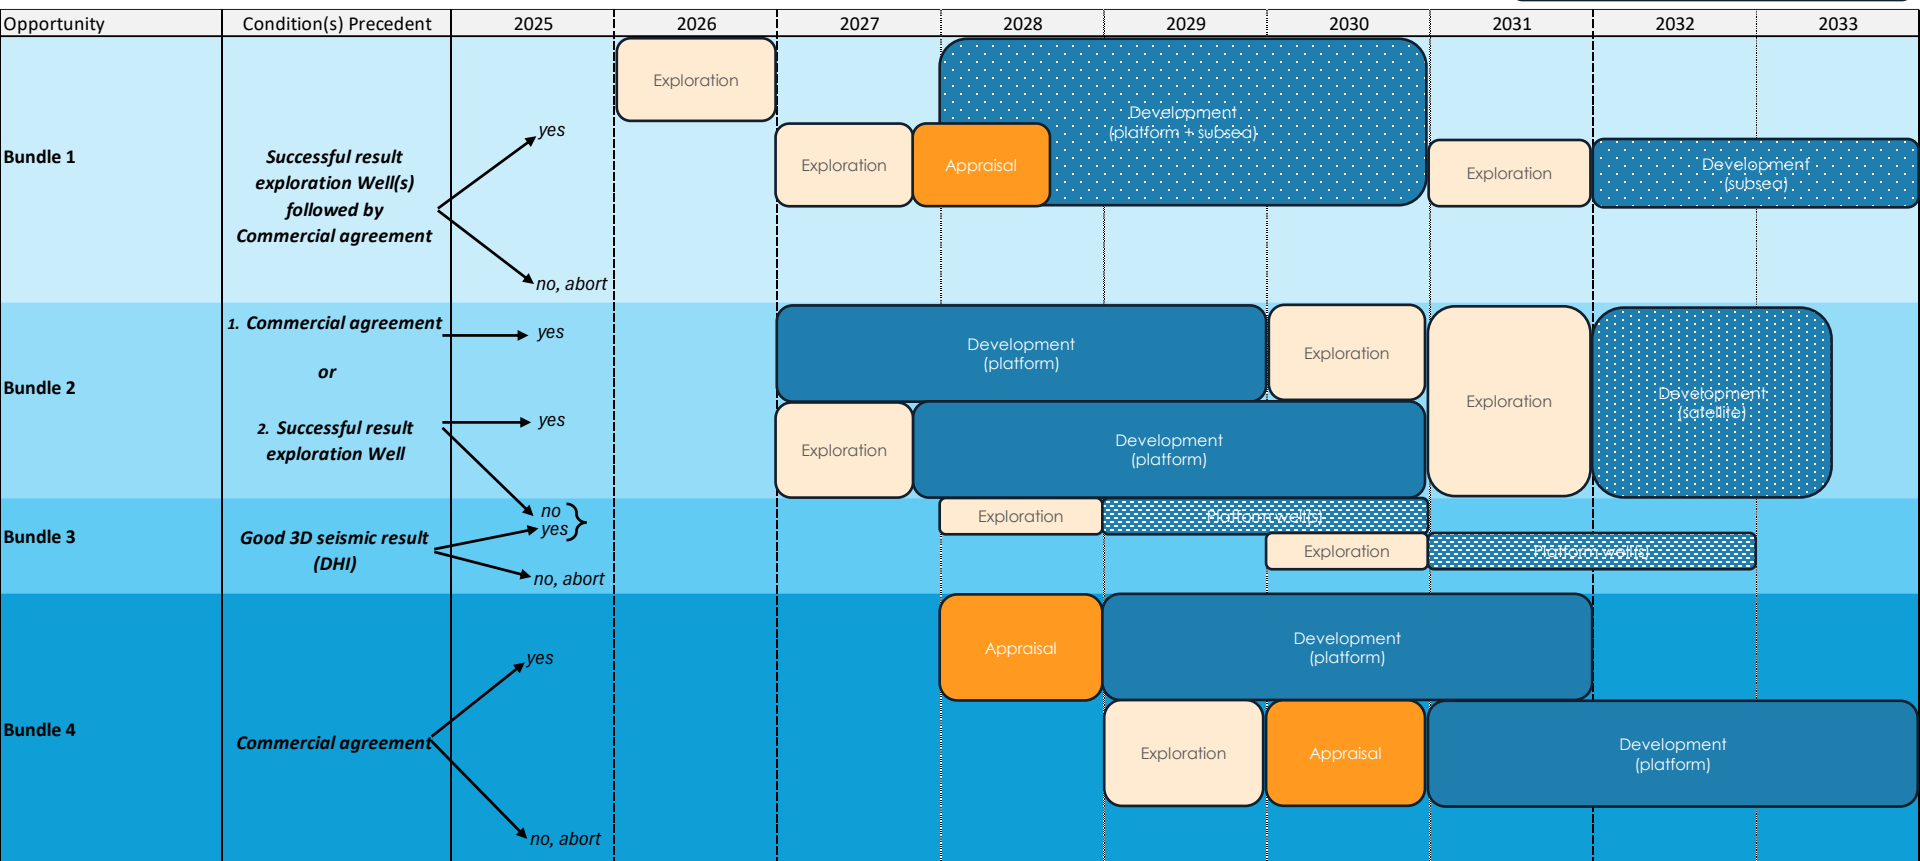 Opportunity
Condition(s) Precedent
2025
2026
2027
2028
2029
2030
2031
2032
2033
Bundle 1
Successful result
exploration Well(s)
followed by
Commercial agreement
yes
no, abort
Exploration
Exploration
Appraisal
Development
(platform + subsea)
Exploration
Development
(subsea)
Bundle 2
1. Commercial agreement
or
2. Successful result
exploration Well
yes
yes
no
Development
(platform)
Exploration
Exploration
Development
(platform)
Exploration
Development
(satellite)
Bundle 3
Good 3D seismic result
(DHI)
yes
no, abort
Exploration
Platform well(s)
Exploration
Platform well(s)
Bundle 4
Commercial agreement
yes
no, abort
Appraisal
Development
(platform)
Exploration
Appraisal
Development
(platform)